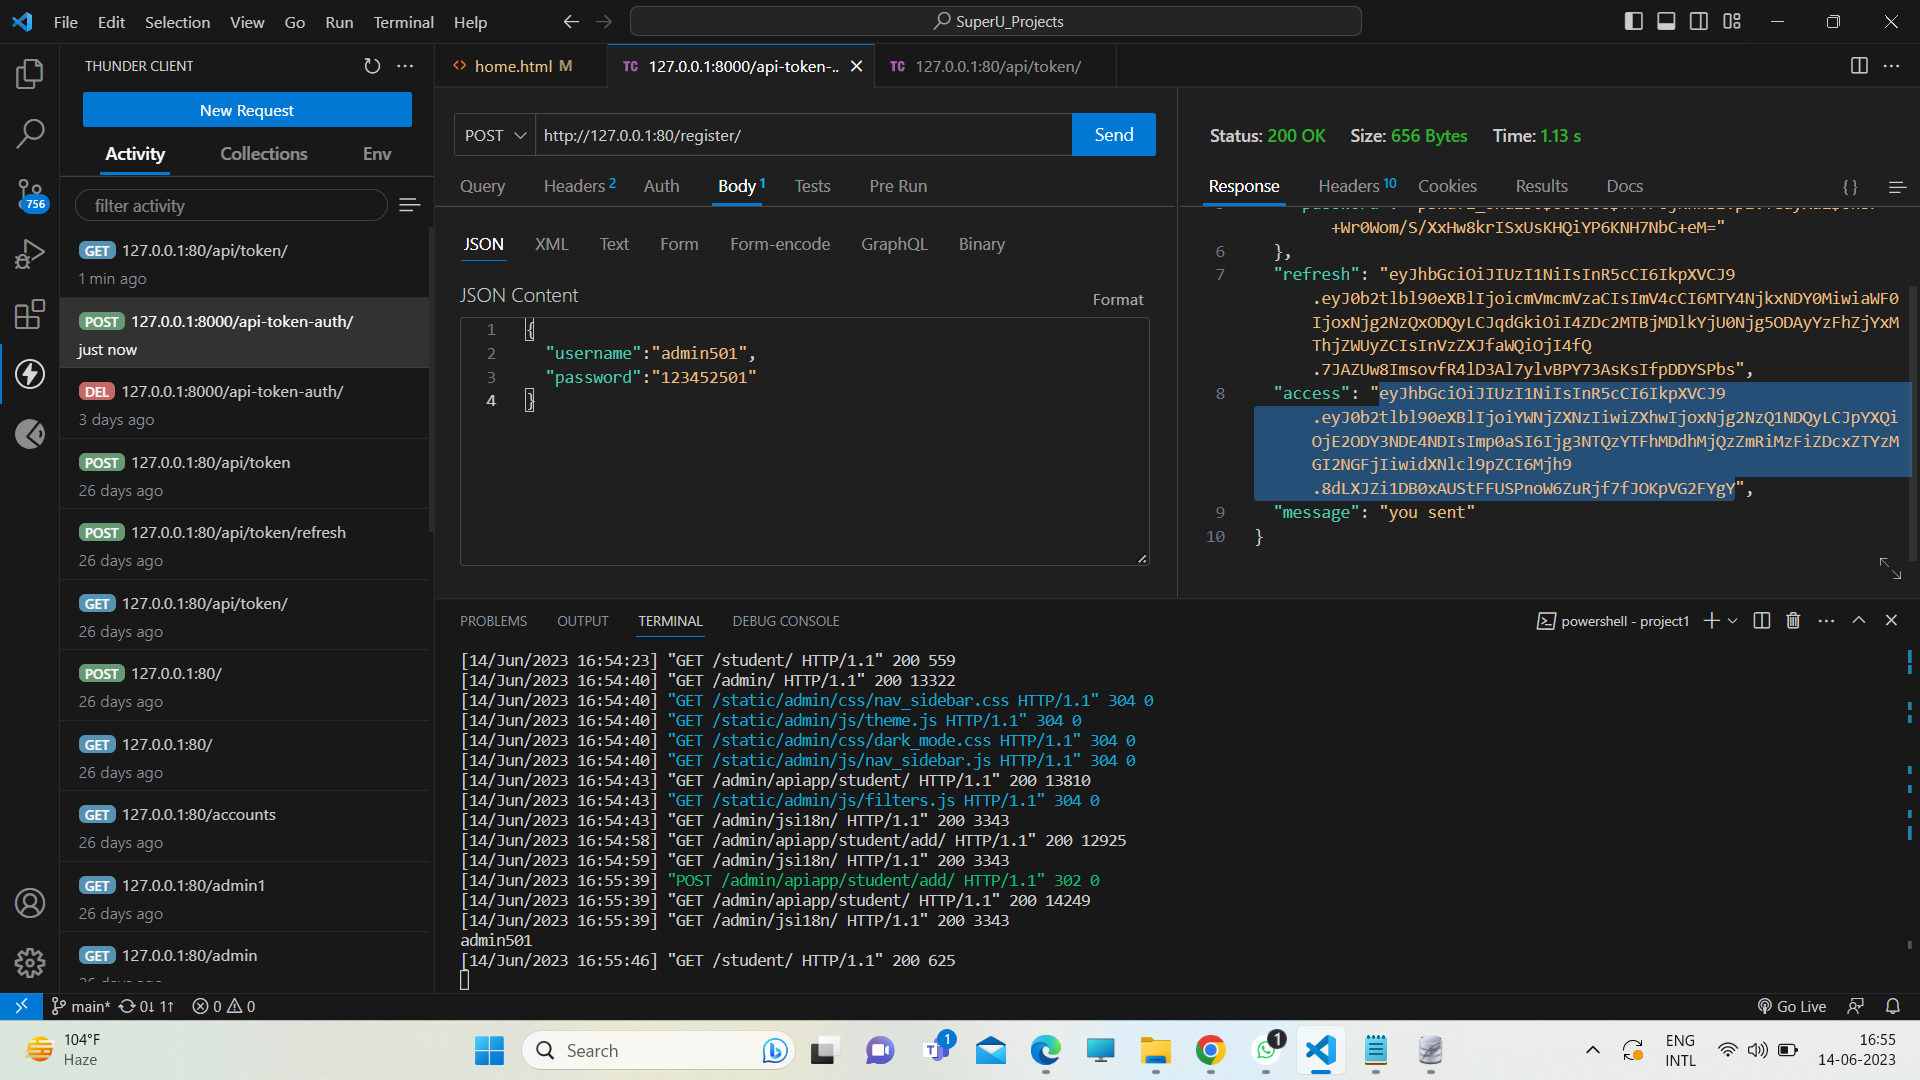 File Edit Selection View Go Run Terminal Help
SuperU_Projects
THUNDER CLIENT
New Request
Activity Collections Env
filter activity
GET 127.0.0.1:80/api/token/
1 min ago
POST 127.0.0.1:8000/api-token-auth/
just now
DEL 127.0.0.1:8000/api-token-auth/
3 days ago
POST 127.0.0.1:80/api/token
26 days ago
POST 127.0.0.1:80/api/token/refresh
26 days ago
GET 127.0.0.1:80/api/token/
26 days ago
POST 127.0.0.1:80/
26 days ago
GET 127.0.0.1:80/
26 days ago
GET 127.0.0.1:80/accounts
26 days ago
GET 127.0.0.1:80/admin1
26 days ago
GET 127.0.0.1:80/admin
756
home.html M
TC 127.0.0.1:8000/api-token-..
TC 127.0.0.1:80/api/token/
POST http://127.0.0.1:80/register/ Send
Query Headers 2 Auth Body 1 Tests Pre Run
JSON XML Text Form Form-encode GraphQL Binary
JSON Content Format
1 {
2 "username":"admin501",
3 "password":"123452501"
4 }
Status: 200 OK Size: 656 Bytes Time: 1.13 s
Response Headers 10 Cookies Results Docs {}
+Wr0Wom/S/XxHw8krISxUsKHQiYP6KNH7NbC+eM="
6 },
7 "refresh": "eyJhbGciOiJIUzI1NiIsInR5cCI6IkpXVCJ9
.eyJ0b2tlbl90eXBlIjoicmVmcmVzaCIsImV4cCI6MTY4NjkxNDY0MiwiaWF0
IjoxNjg2NzQxODQyLCJqdGkiOiI4ZDc2MTBjMDlkYjU0Njg5ODAyYzFhZjYxM
ThjZWUyZCIsInVzZXJfaWQiOjI4fQ
.7JAZUw8ImsovfR4lD3Al7ylvBPY73AsKsIfpDDYSPbs",
8 "access": "eyJhbGciOiJIUzI1NiIsInR5cCI6IkpXVCJ9
.eyJ0b2tlbl90eXBlIjoiYWNjZXNzIiwiZXhwIjoxNjg2NzQ1NDQyLCJpYXQi
OjE2ODY3NDE4NDIsImp0aSI6Ijg3NTQzYTFhMDdhMjQzZmRiMzFiZDcxZTYzM
GI2NGFjIiwidXNlcl9pZCI6Mjh9
.8dLXJZi1DB0xAUStFFUSPnoW6ZuRjf7fJOKpVG2FYgY",
9 "message": "you sent"
10 }
PROBLEMS OUTPUT TERMINAL DEBUG CONSOLE
powershell - project1
[14/Jun/2023 16:54:23] "GET /student/ HTTP/1.1" 200 559
[14/Jun/2023 16:54:40] "GET /admin/ HTTP/1.1" 200 13322
[14/Jun/2023 16:54:40] "GET /static/admin/css/nav_sidebar.css HTTP/1.1" 304 0
[14/Jun/2023 16:54:40] "GET /static/admin/js/theme.js HTTP/1.1" 304 0
[14/Jun/2023 16:54:40] "GET /static/admin/css/dark_mode.css HTTP/1.1" 304 0
[14/Jun/2023 16:54:40] "GET /static/admin/js/nav_sidebar.js HTTP/1.1" 304 0
[14/Jun/2023 16:54:43] "GET /admin/apiapp/student/ HTTP/1.1" 200 13810
[14/Jun/2023 16:54:43] "GET /static/admin/js/filters.js HTTP/1.1" 304 0
[14/Jun/2023 16:54:43] "GET /admin/jsi18n/ HTTP/1.1" 200 3343
[14/Jun/2023 16:54:58] "GET /admin/apiapp/student/add/ HTTP/1.1" 200 12925
[14/Jun/2023 16:54:59] "GET /admin/jsi18n/ HTTP/1.1" 200 3343
[14/Jun/2023 16:55:39] "POST /admin/apiapp/student/add/ HTTP/1.1" 302 0
[14/Jun/2023 16:55:39] "GET /admin/apiapp/student/ HTTP/1.1" 200 14249
[14/Jun/2023 16:55:39] "GET /admin/jsi18n/ HTTP/1.1" 200 3343
admin501
[14/Jun/2023 16:55:46] "GET /student/ HTTP/1.1" 200 625
main* 0↓ 1↑ 0 0
Go Live
104°F
Haze
Search
1
1
ENG
INTL
16:55
14-06-2023